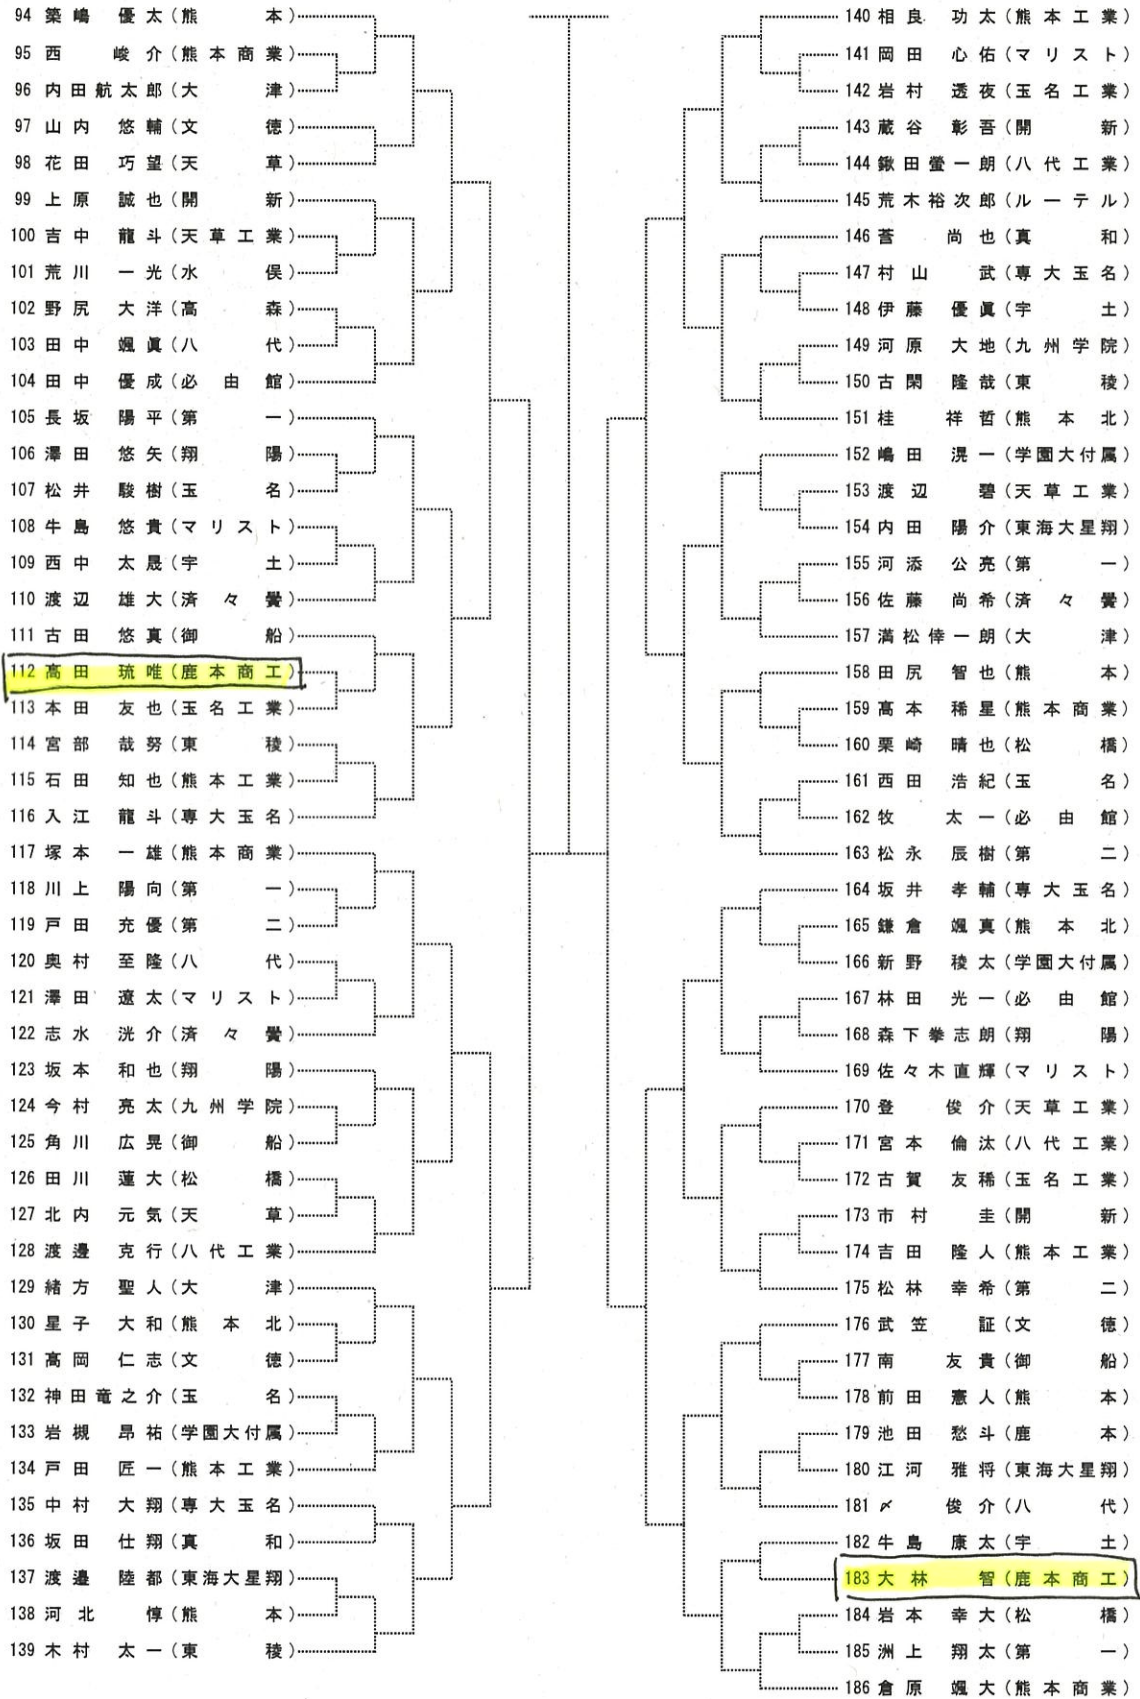 94 築嶋 優太(熊本)
95 西 峻介(熊本商業)
96 内田航太郎(大津)
97 山内 悠輔(文徳)
98 花田 巧望(天草)
99 上原 誠也(開新)
100 吉中 龍斗(天草工業)
101 荒川 一光(水俣)
102 野尻 大洋(高森)
103 田中 颯眞(八代)
104 田中 優成(必由館)
105 長坂 陽平(第一)
106 澤田 悠矢(翔陽)
107 松井 駿樹(玉名)
108 牛島 悠貴(マリスト)
109 西中 太晟(宇土)
110 渡辺 雄大(済々黌)
111 古田 悠真(御船)
112 髙田 琉唯(鹿本商工)
113 本田 友也(玉名工業)
114 宮部 哉努(東稜)
115 石田 知也(熊本工業)
116 入江 龍斗(専大玉名)
117 塚本 一雄(熊本商業)
118 川上 陽向(第一)
119 戸田 充優(第二)
120 奥村 至隆(八代)
121 澤田 遼太(マリスト)
122 志水 洸介(済々黌)
123 坂本 和也(翔陽)
124 今村 亮太(九州学院)
125 角川 広晃(御船)
126 田川 蓮大(松橋)
127 北内 元気(天草)
128 渡邊 克行(八代工業)
129 緒方 聖人(大津)
130 星子 大和(熊本北)
131 髙岡 仁志(文徳)
132 神田竜之介(玉名)
133 岩槻 昂祐(学園大付属)
134 戸田 匠一(熊本工業)
135 中村 大翔(専大玉名)
136 坂田 仕翔(真和)
137 渡邉 陸都(東海大星翔)
138 河北 惇(熊本)
139 木村 太一(東稜)
140 相良 功太(熊本工業)
141 岡田 心佑(マリスト)
142 岩村 透夜(玉名工業)
143 蔵谷 彰吾(開新)
144 鍬田螢一朗(八代工業)
145 荒木裕次郎(ルーテル)
146 尚也(真和)
147 村山 武(専大玉名)
148 伊藤 優眞(宇土)
149 河原 大地(九州学院)
150 古閑 隆哉(東稜)
151 桂 祥哲(熊本北)
152 嶋田 滉一(学園大付属)
153 渡辺 碧(天草工業)
154 内田 陽介(東海大星翔)
155 河添 公亮(第一)
156 佐藤 尚希(済々黌)
157 満松倖一朗(大津)
158 田尻 智也(熊本)
159 髙本 稀星(熊本商業)
160 栗崎 晴也(松橋)
161 西田 浩紀(玉名)
162 牧 太一(必由館)
163 松永 辰樹(第二)
164 坂井 孝輔(専大玉名)
165 鎌倉 颯真(熊本北)
166 新野 稜太(学園大付属)
167 林田 光一(必由館)
168 森下拳志朗(翔陽)
169 佐々木直輝(マリスト)
170 登 俊介(天草工業)
171 宮本 倫汰(八代工業)
172 古賀 友稀(玉名工業)
173 市村 圭(開新)
174 吉田 隆人(熊本工業)
175 松林 幸希(第二)
176 武笠 証(文徳)
177 南 友貴(御船)
178 前田 憲人(熊本)
179 池田 愁斗(鹿本)
180 江河 雅将(東海大星翔)
181 〆 俊介(八代)
182 牛島 康太(宇土)
183 大林 智(鹿本商工)
184 岩本 幸大(松橋)
185 洲上 翔太(第一)
186 倉原 颯大(熊本商業)